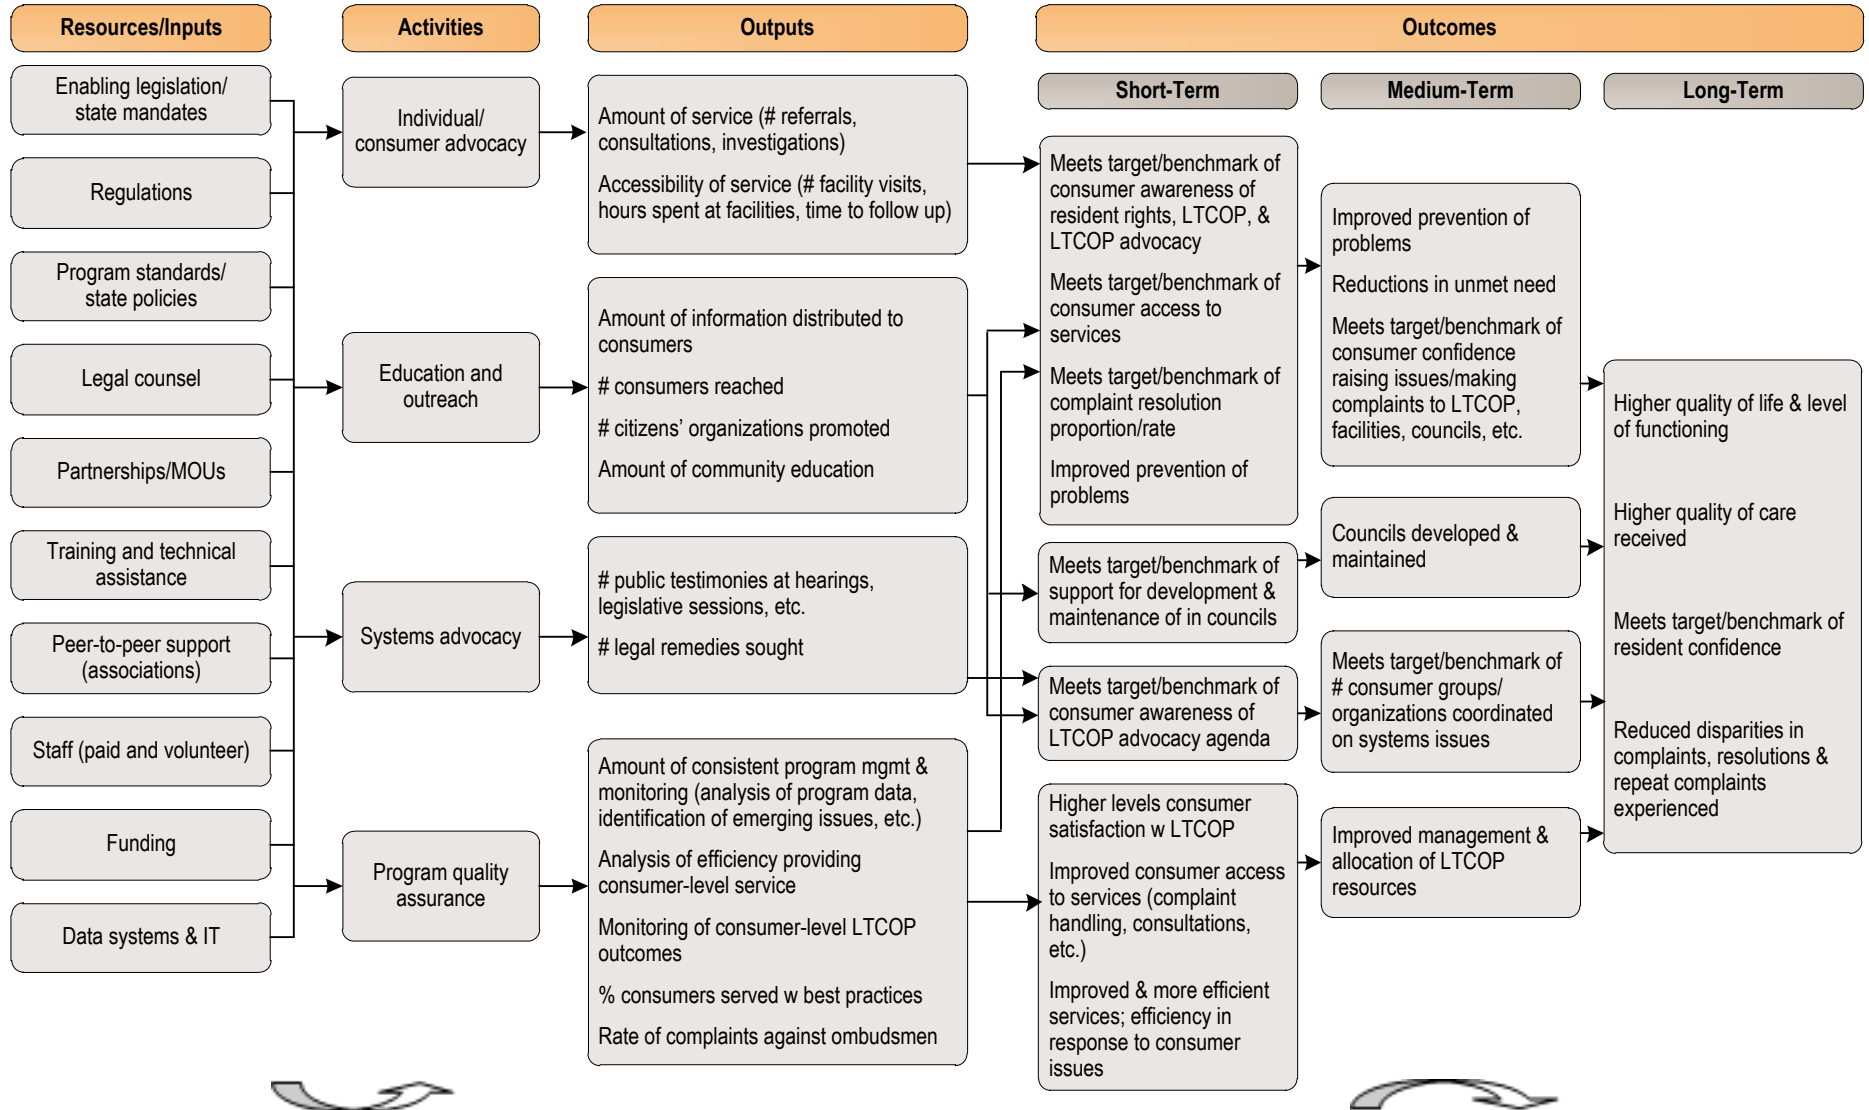 Resources/Inputs
Enabling legislation/
state mandates
Regulations
Program standards/
state policies
Legal counsel
Partnerships/MOUs
Training and technical
assistance
Peer-to-peer support
(associations)
Staff (paid and volunteer)
Funding
Data systems & IT
Activities
Individual/
consumer advocacy
Education and
outreach
Systems advocacy
Program quality
assurance
Outputs
Amount of service (# referrals,
consultations, investigations)
Accessibility of service (# facility visits,
hours spent at facilities, time to follow up)
Amount of information distributed to
consumers
# consumers reached
# citizens’ organizations promoted
Amount of community education
# public testimonies at hearings,
legislative sessions, etc.
# legal remedies sought
Amount of consistent program mgmt &
monitoring (analysis of program data,
identification of emerging issues, etc.)
Analysis of efficiency providing
consumer-level service
Monitoring of consumer-level LTCOP
outcomes
% consumers served w best practices
Rate of complaints against ombudsmen
Outcomes
Short-Term
Meets target/benchmark of
consumer awareness of
resident rights, LTCOP, &
LTCOP advocacy
Meets target/benchmark of
consumer access to
services
Meets target/benchmark of
complaint resolution
proportion/rate
Improved prevention of
problems
Meets target/benchmark of
support for development &
maintenance of in councils
Meets target/benchmark of
consumer awareness of
LTCOP advocacy agenda
Higher levels consumer
satisfaction w LTCOP
Improved consumer access
to services (complaint
handling, consultations,
etc.)
Improved & more efficient
services; efficiency in
response to consumer
issues
Medium-Term
Improved prevention of
problems
Reductions in unmet need
Meets target/benchmark of
consumer confidence
raising issues/making
complaints to LTCOP,
facilities, councils, etc.
Councils developed &
maintained
Meets target/benchmark of
# consumer groups/
organizations coordinated
on systems issues
Improved management &
allocation of LTCOP
resources
Long-Term
Higher quality of life & level
of functioning
Higher quality of care
received
Meets target/benchmark of
resident confidence
Reduced disparities in
complaints, resolutions &
repeat complaints
experienced